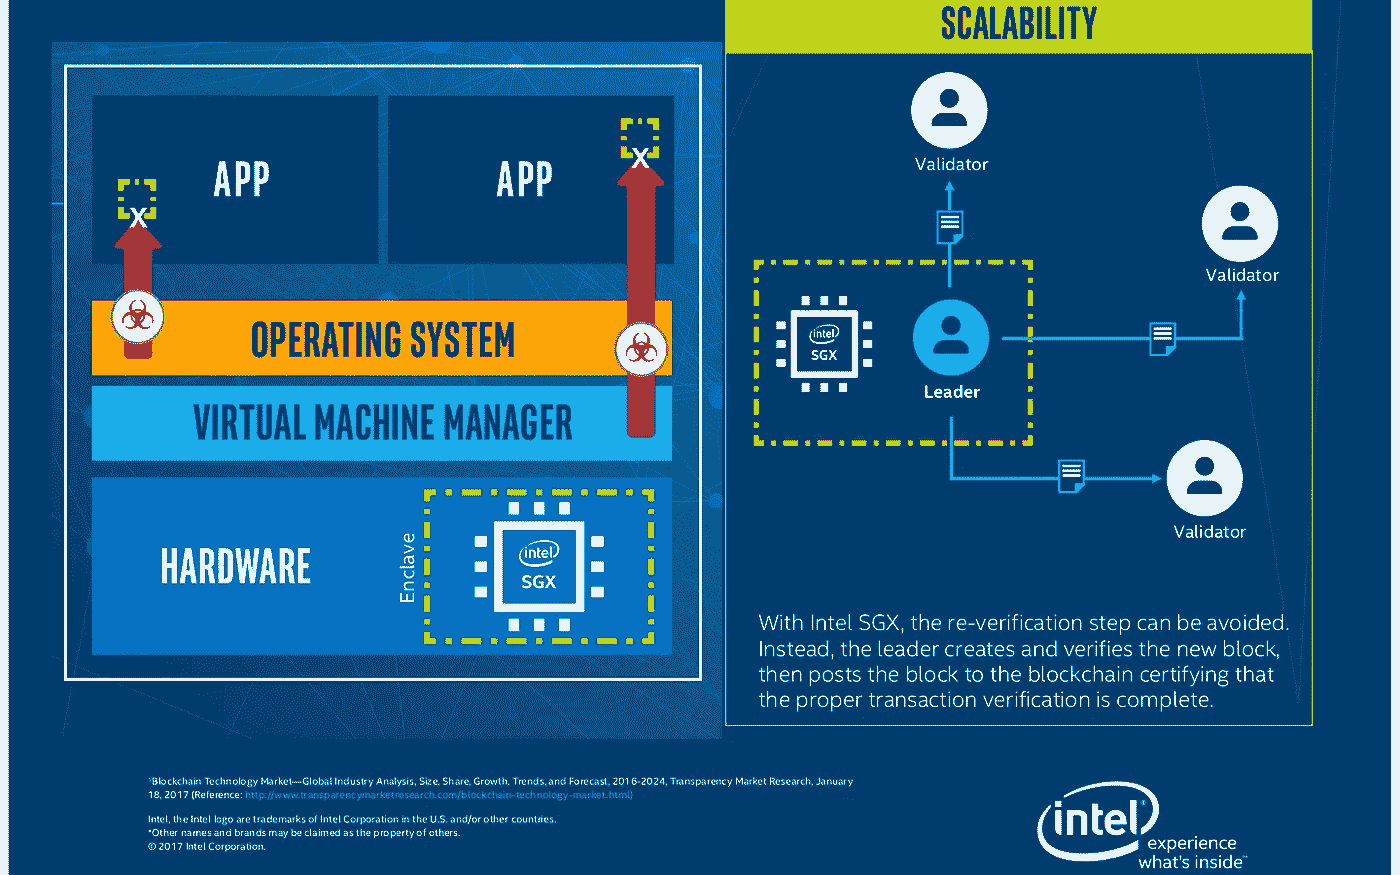 SCALABILITY
APP
APP
X
X
OPERATING SYSTEM
VIRTUAL MACHINE MANAGER
HARDWARE
Enclave
intel
SGX
Validator
Validator
intel
SGX
Leader
Validator
With Intel SGX, the re-verification step can be avoided.
Instead, the leader creates and verifies the new block,
then posts the block to the blockchain certifying that
the proper transaction verification is complete.
¹Blockchain Technology Market—Global Industry Analysis, Size, Share, Growth, Trends, and Forecast, 2016-2024, Transparency Market Research, January
18, 2017 (Reference: http://www.transparencymarketresearch.com/blockchain-technology-market.html)
Intel, the Intel logo are trademarks of Intel Corporation in the U.S. and/or other countries.
*Other names and brands may be claimed as the property of others.
© 2017 Intel Corporation.
intel®
experience
what's inside™